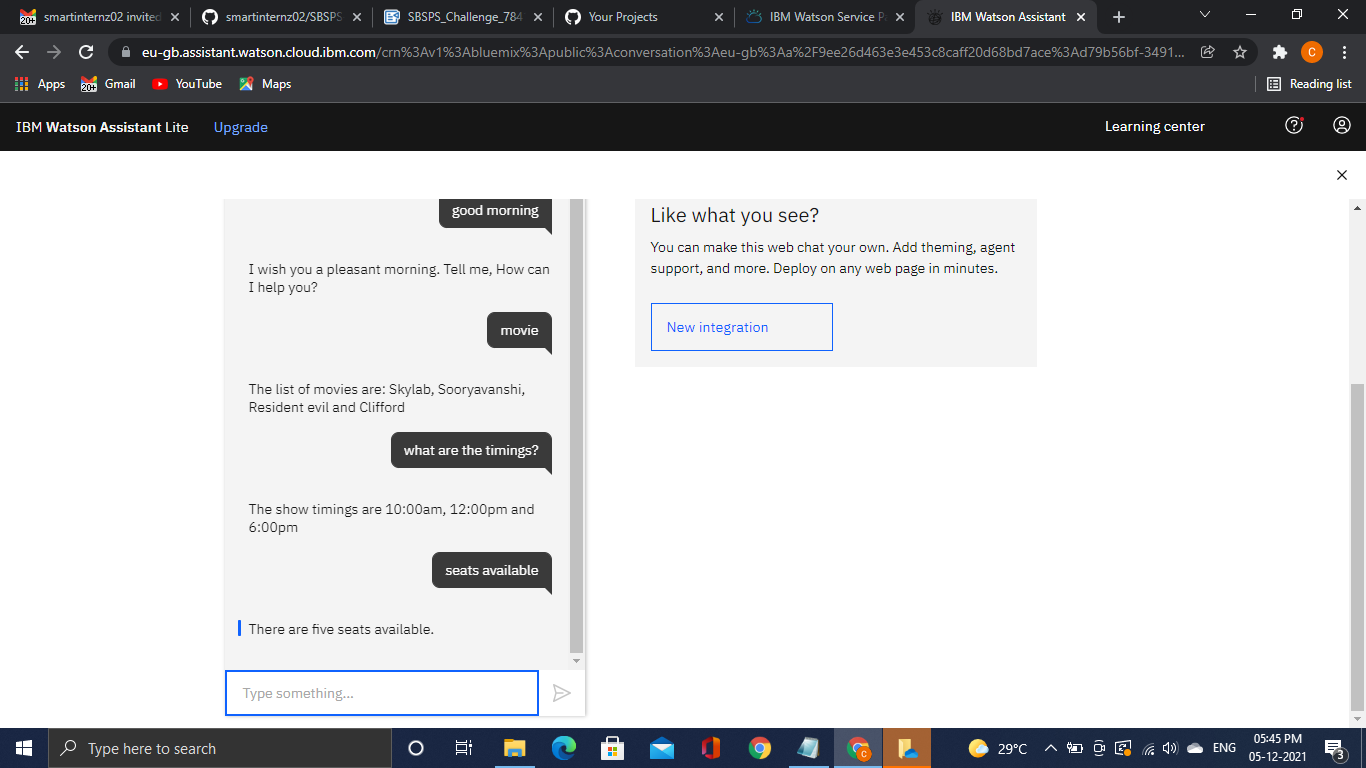 smartinternz02 invited
smartinternz02/SBSPS
SBSPS_Challenge_784
Your Projects
IBM Watson Service P
IBM Watson Assistant
eu-gb.assistant.watson.cloud.ibm.com/crn%3Av1%3Abluemix%3Apublic%3Aconversation%3Aeu-gb%3Aa%2F9ee26d463e3e453c8caff20d68bd7ace%3Ad79b56bf-3491...
C
Apps
20+
Gmail
YouTube
Maps
Reading list
IBM Watson Assistant Lite
Upgrade
Learning center
good morning
I wish you a pleasant morning. Tell me, How can
I help you?
movie
The list of movies are: Skylab, Sooryavanshi,
Resident evil and Clifford
what are the timings?
The show timings are 10:00am, 12:00pm and
6:00pm
seats available
There are five seats available.
Type something...
Like what you see?
You can make this web chat your own. Add theming, agent
support, and more. Deploy on any web page in minutes.
New integration
Type here to search
C
29°C
ENG
05:45 PM
05-12-2021
3